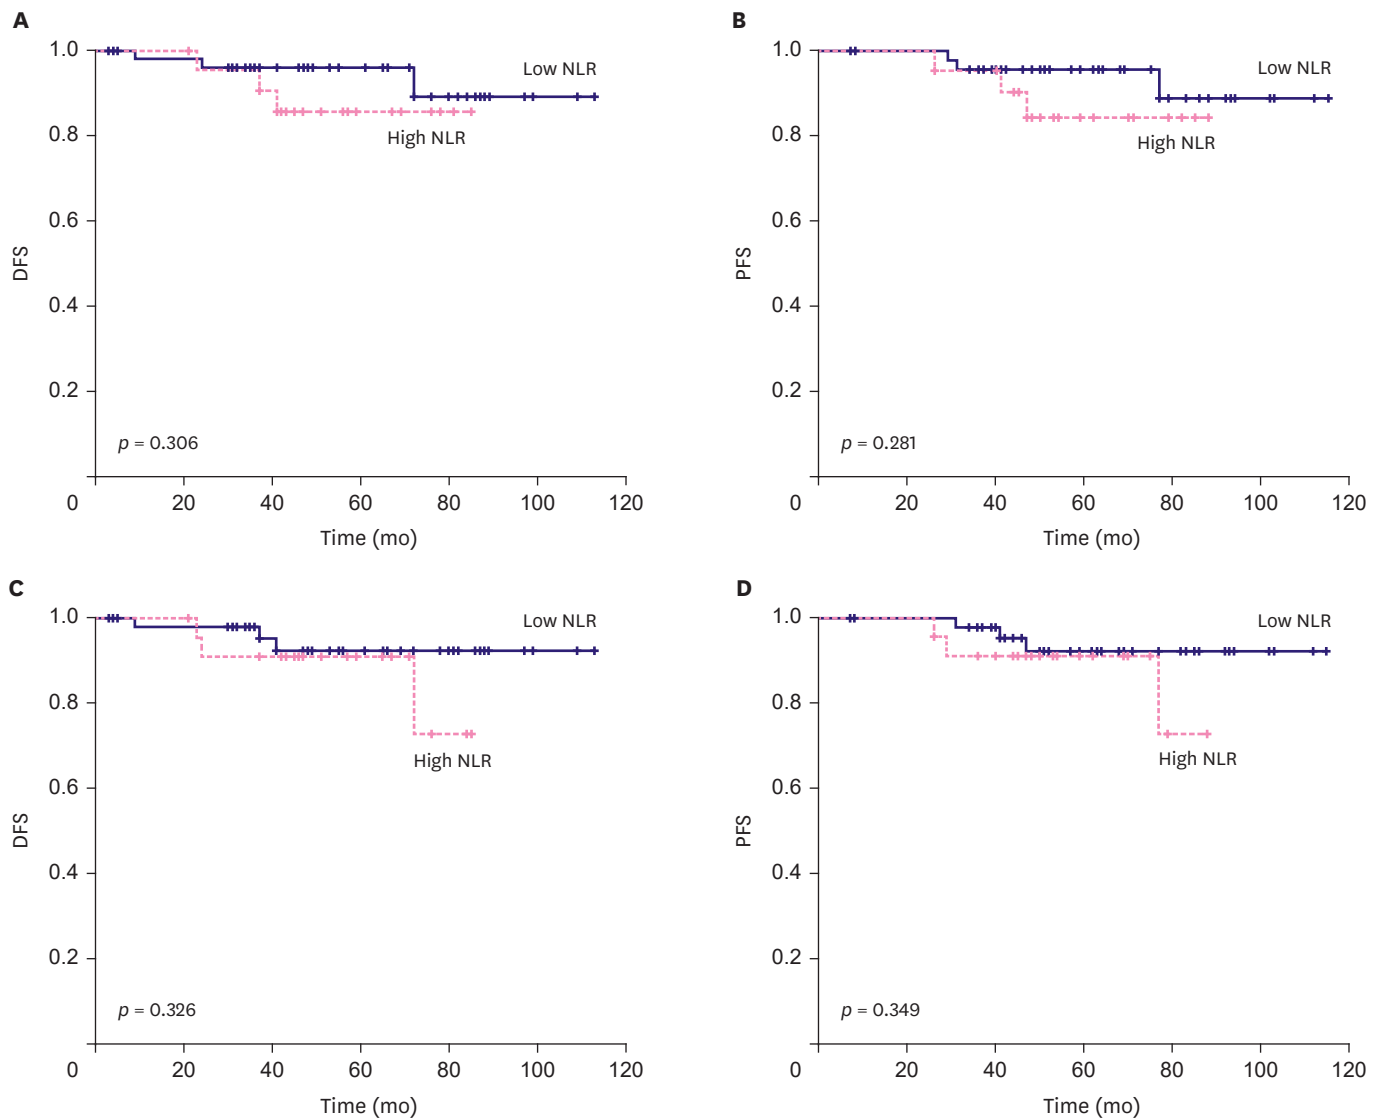 A
1.0
0.8
0.6
0.4
0.2
0
DFS
Low NLR
High NLR
p = 0.306
20 40 60 80 100 120
Time (mo)
B
1.0
0.8
0.6
0.4
0.2
0
PFS
Low NLR
High NLR
p = 0.281
20 40 60 80 100 120
Time (mo)
C
1.0
0.8
0.6
0.4
0.2
0
DFS
Low NLR
High NLR
p = 0.326
20 40 60 80 100 120
Time (mo)
D
1.0
0.8
0.6
0.4
0.2
0
PFS
Low NLR
High NLR
p = 0.349
20 40 60 80 100 120
Time (mo)